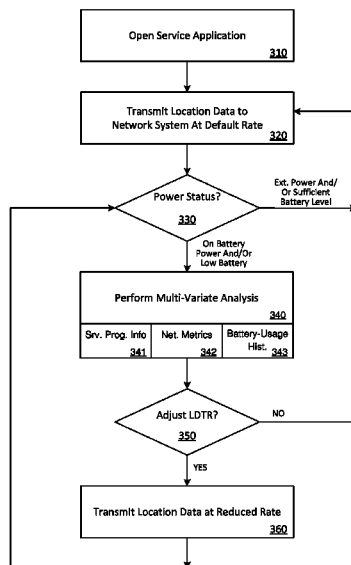 Open Service Application
310
Transmit Location Data to
Network System At Default Rate
320
Power Status?
330
Ext. Power And/
Or Sufficient
Battery Level
On Battery
Power And/Or
Low Battery
Perform Multi-Variate Analysis
340
Srv. Prog. Info
341
Net. Metrics
342
Battery-Usage
Hist.
343
Adjust LDTR?
350
NO
YES
Transmit Location Data at Reduced Rate
360